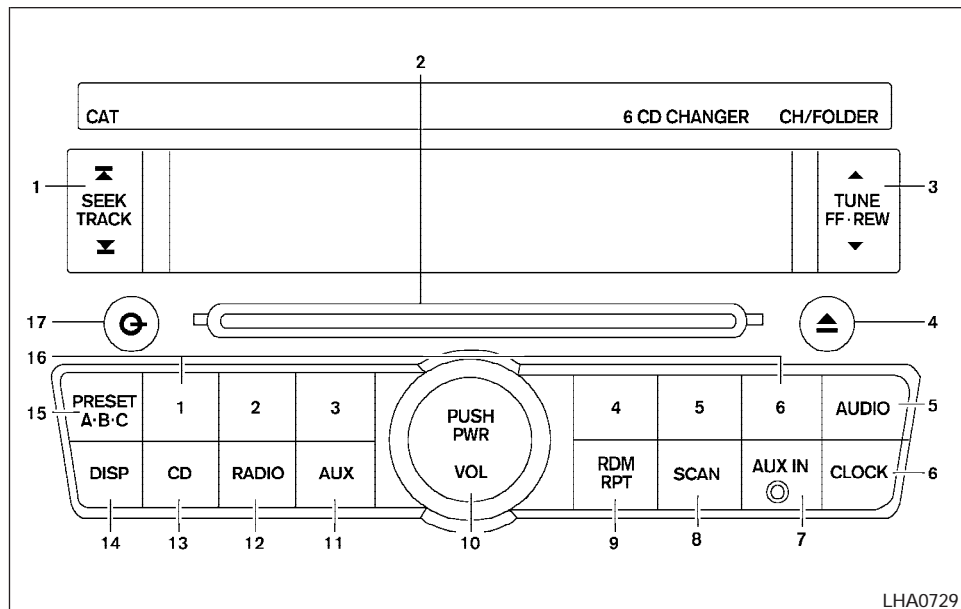 2
CAT 6 CD CHANGER CH/FOLDER
1
SEEK
TRACK
TUNE
FF·REW
3
17
4
16
15
PRESET
A·B·C
1
2
3
PUSH
PWR
VOL
4
5
6
AUDIO
5
DISP
CD
RADIO
AUX
RDM
RPT
SCAN
AUX IN
CLOCK
6
14
13
12
11
10
9
8
7
LHA0729